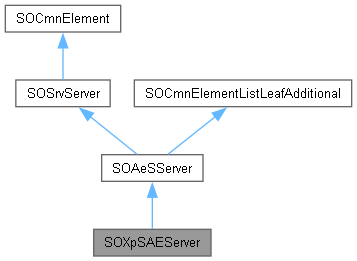 SOCmnElement
SOSrvServer
SOCmnElementListLeafAdditional
SOAeSServer
SOXpSAEServer